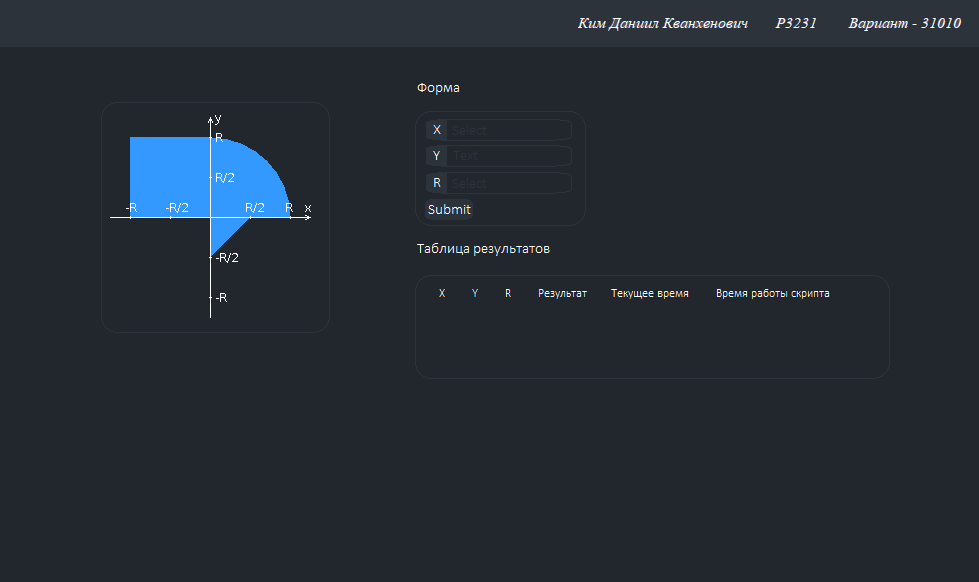 Ким Даниил Кванхенович P3231 Вариант - 31010
Форма
X Select
Y Text
R Select
Submit
Таблица результатов
X Y R Результат Текущее время Время работы скрипта
y
R
R/2
-R -R/2 R/2 R x
-R/2
-R